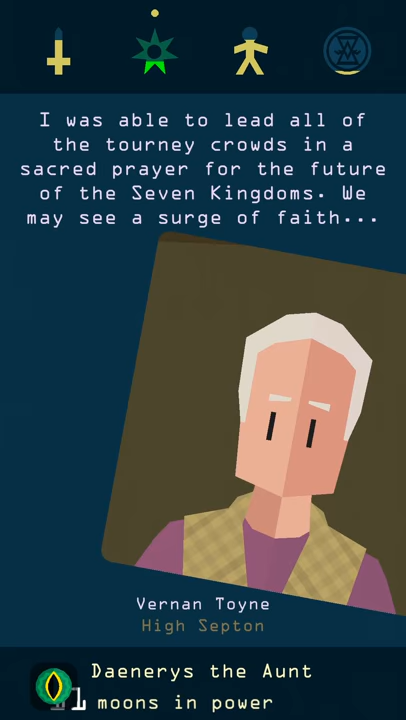 I was able to lead all of
the tourney crowds in a
sacred prayer for the future
of the Seven Kingdoms. We
may see a surge of faith...
Vernan Toyne
High Septon
Daenerys the Aunt
moons in power